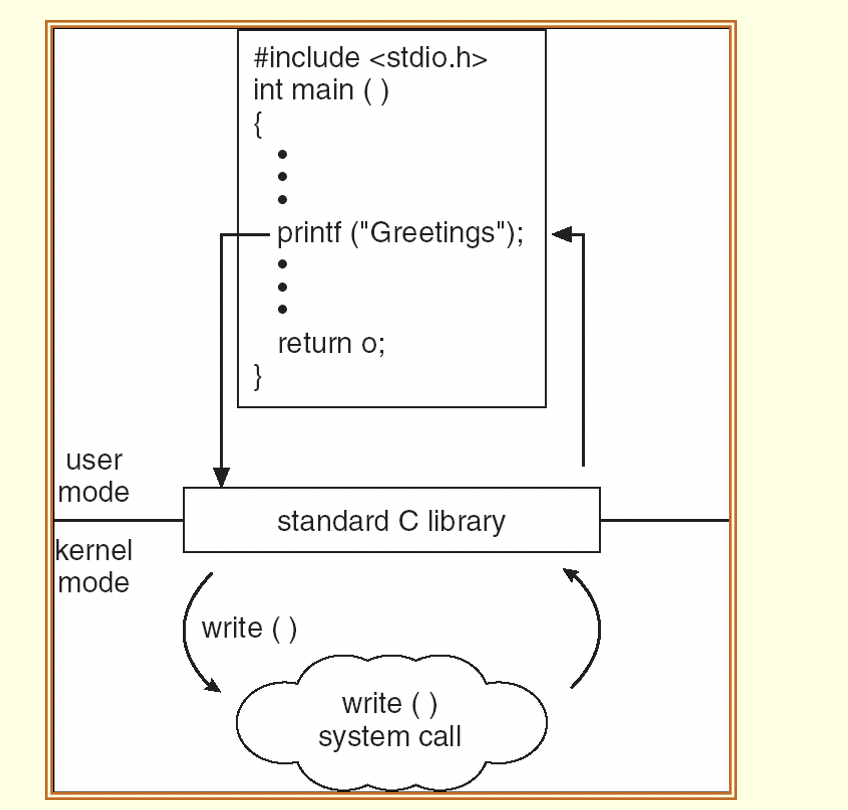 #include <stdio.h>
int main ( )
{
printf ("Greetings");
return o;
}
user
mode
standard C library
kernel
mode
write ( )
write ( )
system call